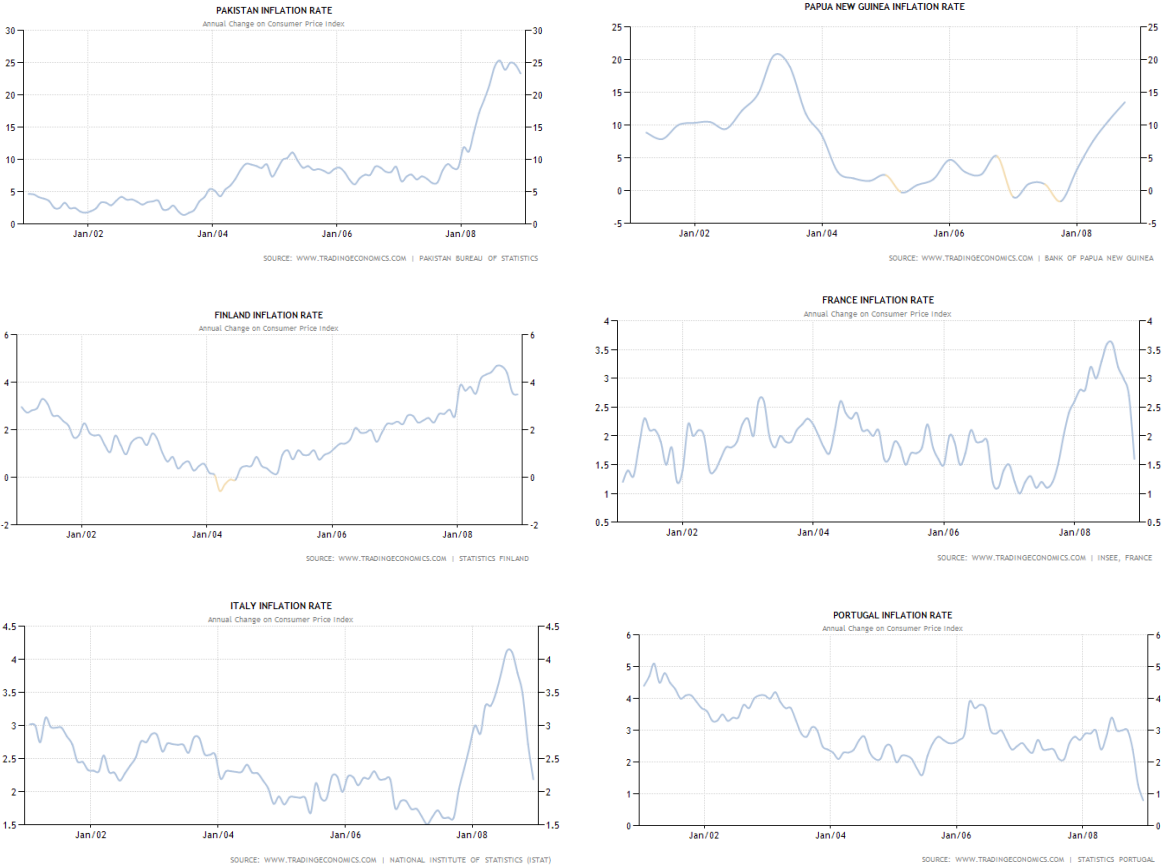 PAKISTAN INFLATION RATE
Annual Change on Consumer Price Index
30 30
25 25
20 20
15 15
10 10
5 5
0 0
Jan/02 Jan/04 Jan/06 Jan/08
SOURCE: WWW.TRADINGECONOMICS.COM | PAKISTAN BUREAU OF STATISTICS
PAPUA NEW GUINEA INFLATION RATE
25 25
20 20
15 15
10 10
5 5
0 0
-5 -5
Jan/02 Jan/04 Jan/06 Jan/08
SOURCE: WWW.TRADINGECONOMICS.COM | BANK OF PAPUA NEW GUINEA
FINLAND INFLATION RATE
Annual Change on Consumer Price Index
6 6
4 4
2 2
0 0
-2 -2
Jan/02 Jan/04 Jan/06 Jan/08
SOURCE: WWW.TRADINGECONOMICS.COM | STATISTICS FINLAND
FRANCE INFLATION RATE
Annual Change on Consumer Price Index
4 4
3.5 3.5
3 3
2.5 2.5
2 2
1.5 1.5
1 1
0.5 0.5
Jan/02 Jan/04 Jan/06 Jan/08
SOURCE: WWW.TRADINGECONOMICS.COM | INSEE, FRANCE
ITALY INFLATION RATE
Annual Change on Consumer Price Index
4.5 4.5
4 4
3.5 3.5
3 3
2.5 2.5
2 2
1.5 1.5
Jan/02 Jan/04 Jan/06 Jan/08
SOURCE: WWW.TRADINGECONOMICS.COM | NATIONAL INSTITUTE OF STATISTICS (ISTAT)
PORTUGAL INFLATION RATE
Annual Change on Consumer Price Index
6 6
5 5
4 4
3 3
2 2
1 1
0 0
Jan/02 Jan/04 Jan/06 Jan/08
SOURCE: WWW.TRADINGECONOMICS.COM | STATISTICS PORTUGAL